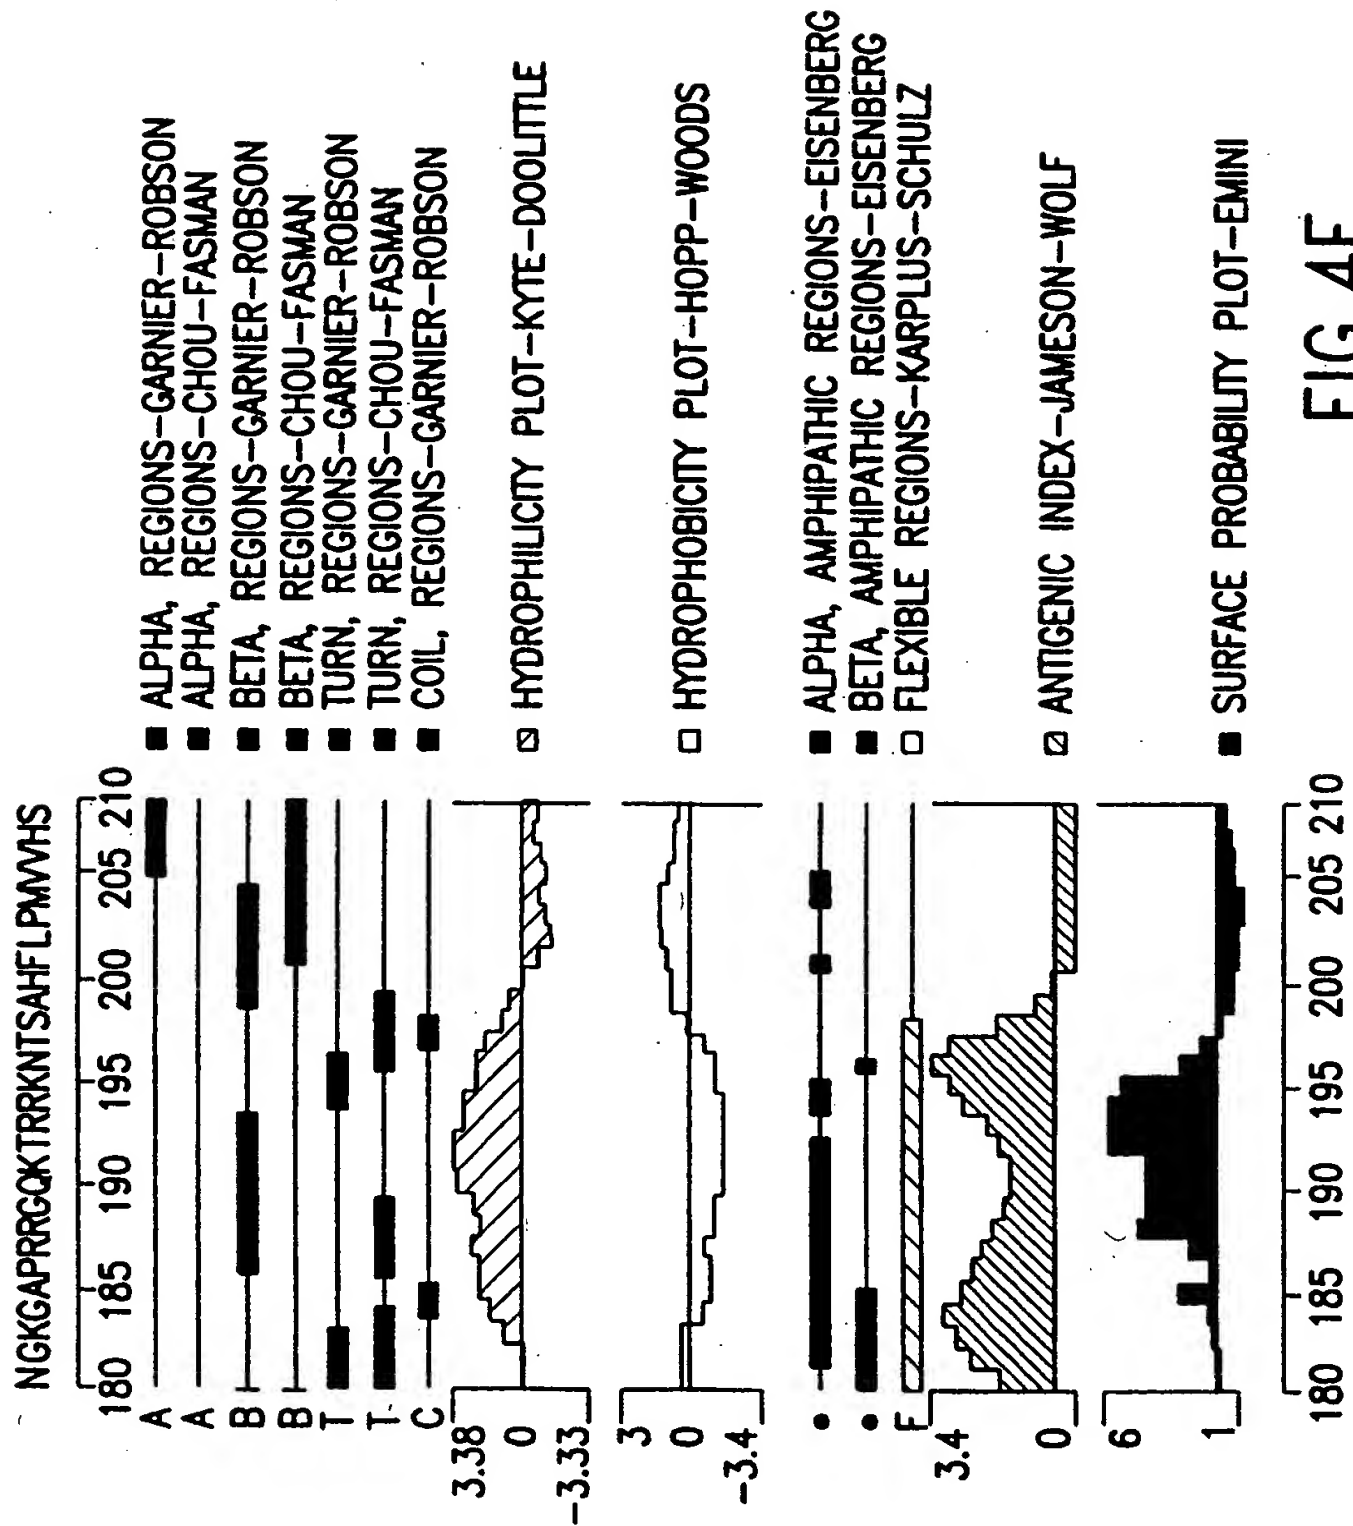 NGKGAPRRGQKTRRKNTSAHFLPMVVHS
180 185 190 195 200 205 210
A ALPHA, REGIONS-GARNIER-ROBSON
A ALPHA, REGIONS-CHOU-FASMAN
B BETA, REGIONS-GARNIER-ROBSON
B BETA, REGIONS-CHOU-FASMAN
T TURN, REGIONS-GARNIER-ROBSON
T TURN, REGIONS-CHOU-FASMAN
C COIL, REGIONS-GARNIER-ROBSON
3.38
0 HYDROPHILICITY PLOT-KYTE-DOOLITTLE
-3.33
3
0 HYDROPHOBICITY PLOT-HOPP-WOODS
-3.4
ALPHA, AMPHIPATHIC REGIONS-EISENBERG
BETA, AMPHIPATHIC REGIONS-EISENBERG
F FLEXIBLE REGIONS-KARPLUS-SCHULZ
3.4
0 ANTIGENIC INDEX-JAMESON-WOLF
6
1 SURFACE PROBABILITY PLOT-EMINI
180 185 190 195 200 205 210
FIG. 4F